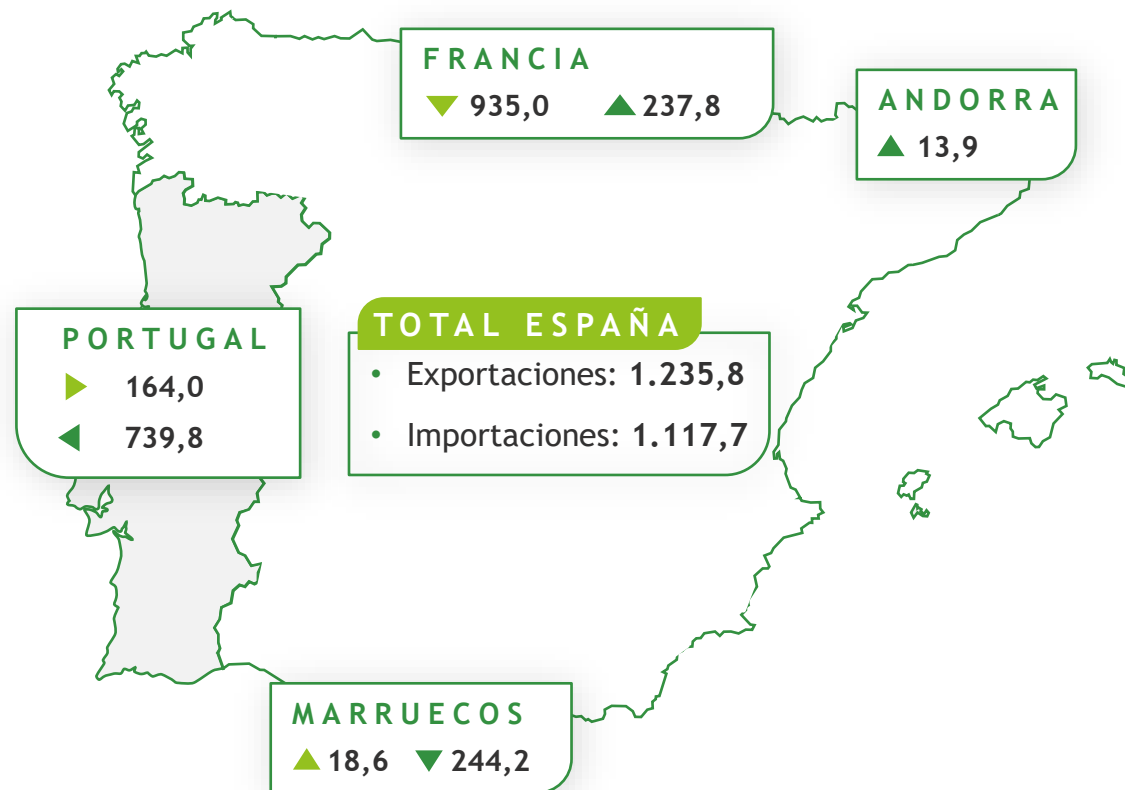 FRANCIA
935,0 237,8
ANDORRA
13,9
PORTUGAL
164,0
739,8
TOTAL ESPAÑA
• Exportaciones: 1.235,8
• Importaciones: 1.117,7
MARRUECOS
18,6 244,2